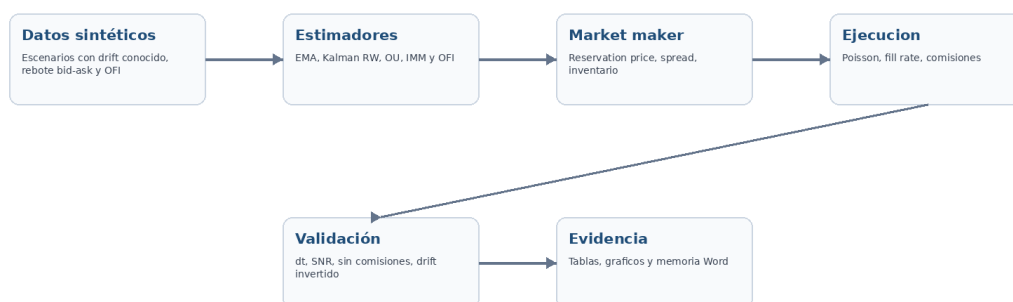 Datos sintéticos
Escenarios con drift conocido,
rebote bid-ask y OFI
Estimadores
EMA, Kalman RW, OU, IMM y OFI
Market maker
Reservation price, spread,
inventario
Ejecucion
Poisson, fill rate, comisiones
Validación
dt, SNR, sin comisiones, drift
invertido
Evidencia
Tablas, graficos y memoria Word